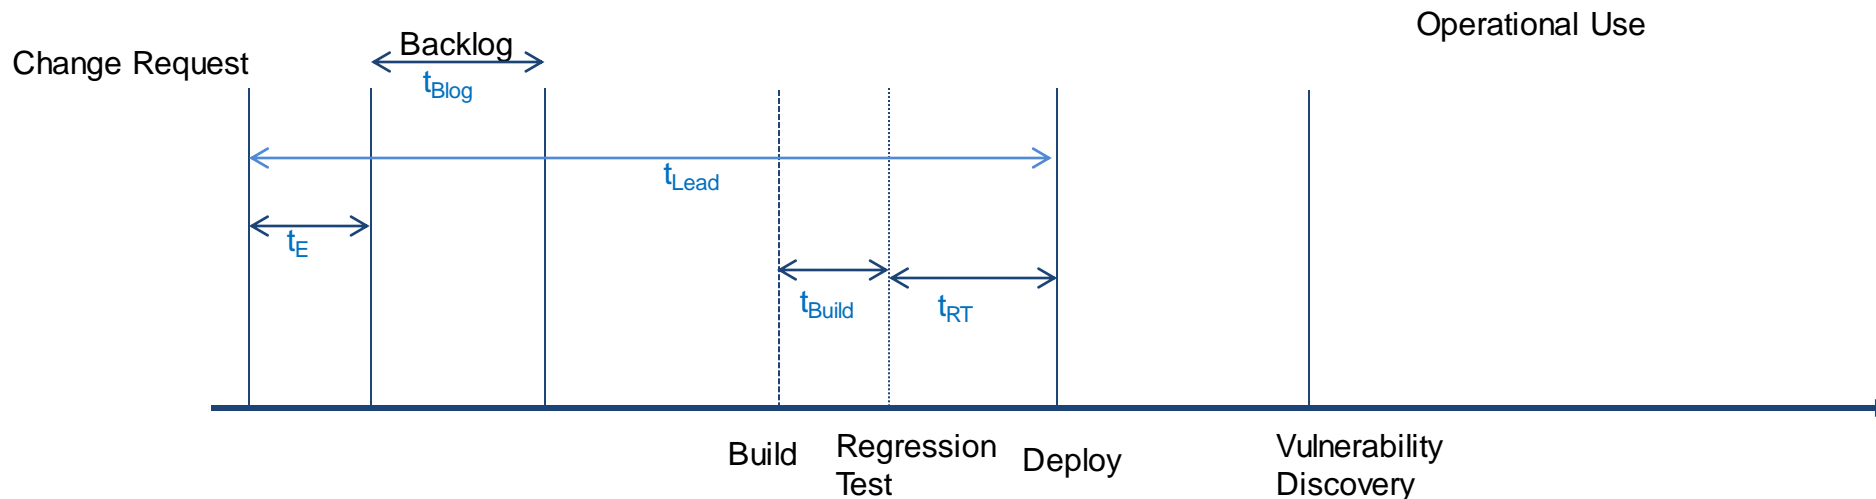 Operational Use
Change Request
Backlog
tBlog
tLead
tE
tBuild
tRT
Build
Regression
Test
Deploy
Vulnerability
Discovery